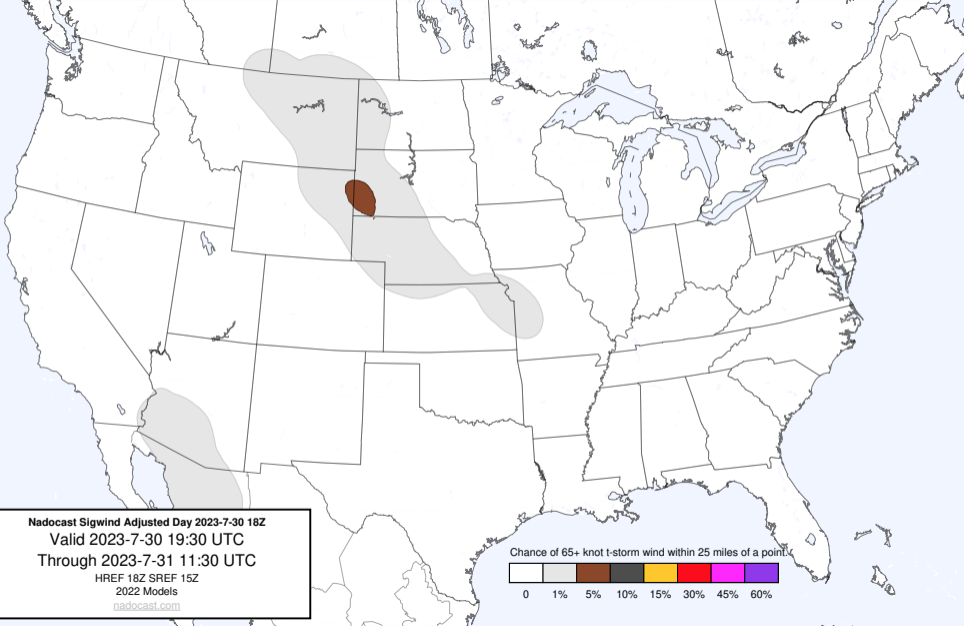 Nadocast Sigwind Adjusted Day 2023-7-30 18Z
Valid 2023-7-30 19:30 UTC
Through 2023-7-31 11:30 UTC
HREF 18Z SREF 15Z
2022 Models
nadocast.com
Chance of 65+ knot t-storm wind within 25 miles of a point.
0 1% 5% 10% 15% 30% 45% 60%